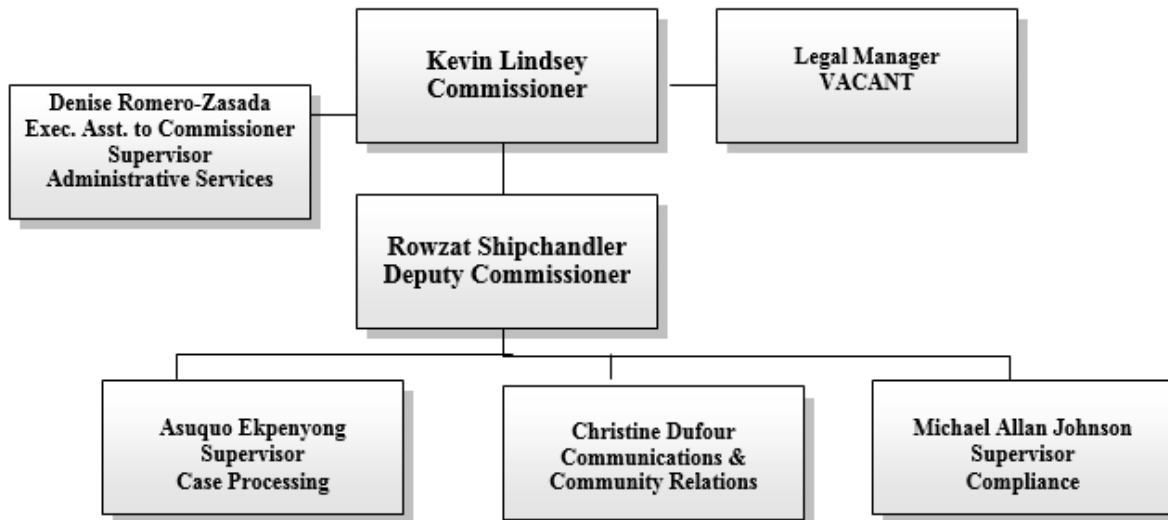 Kevin Lindsey
Commissioner
Legal Manager
VACANT
Denise Romero-Zasada
Exec. Asst. to Commissioner
Supervisor
Administrative Services
Rowzat Shipchandler
Deputy Commissioner
Asuquo Ekpenyong
Supervisor
Case Processing
Christine Dufour
Communications &
Community Relations
Michael Allan Johnson
Supervisor
Compliance